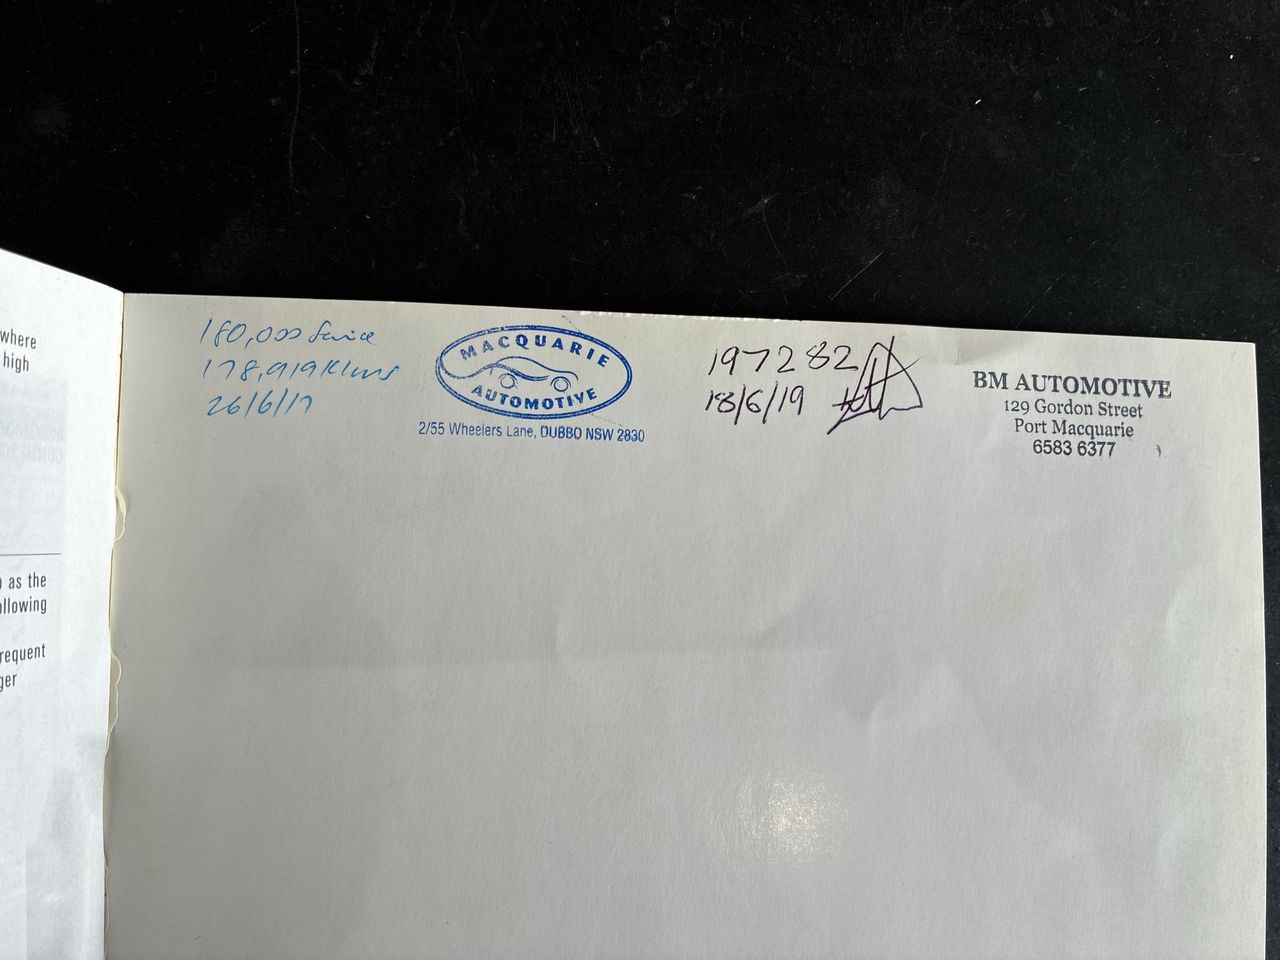 where
high
as the
ollowing
requent
ger
180,000 Service
178,919 Klms
26/6/17
MACQUARIE
AUTOMOTIVE
2/55 Wheelers Lane, DUBBO NSW 2830
197282
18/6/19
BM AUTOMOTIVE
129 Gordon Street
Port Macquarie
6583 6377